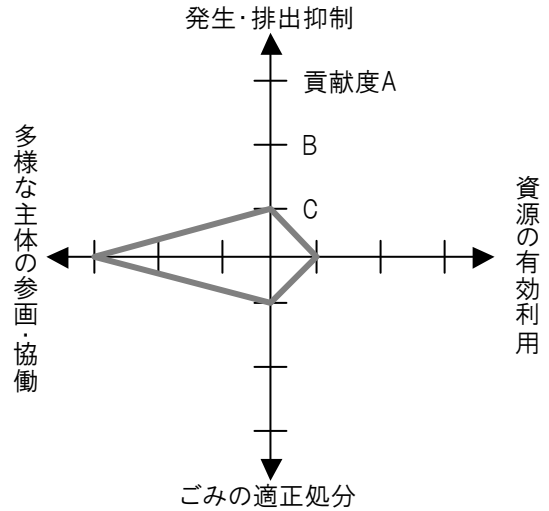 発生・排出抑制
貢献度A
B
C
多様な主体の参画・協働
資源の有効利用
ごみの適正処分